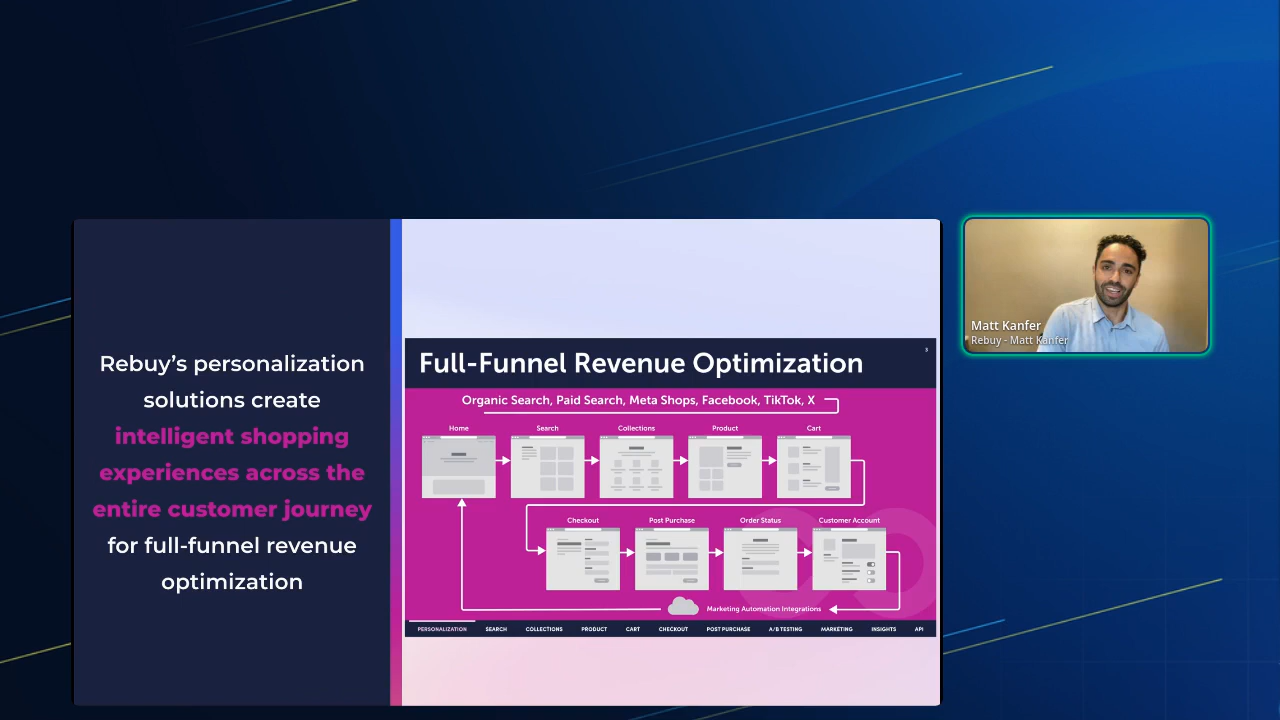 Rebuy’s personalization
solutions create
intelligent shopping
experiences across the
entire customer journey
for full-funnel revenue
optimization
Full-Funnel Revenue Optimization
3
Organic Search, Paid Search, Meta Shops, Facebook, TikTok, X
Home Search Collections Product Cart
Checkout Post Purchase Order Status Customer Account
Marketing Automation Integrations
PERSONALIZATION SEARCH COLLECTIONS PRODUCT CART CHECKOUT POST PURCHASE A/B TESTING MARKETING INSIGHTS API
Matt Kanfer
Rebuy - Matt Kanfer